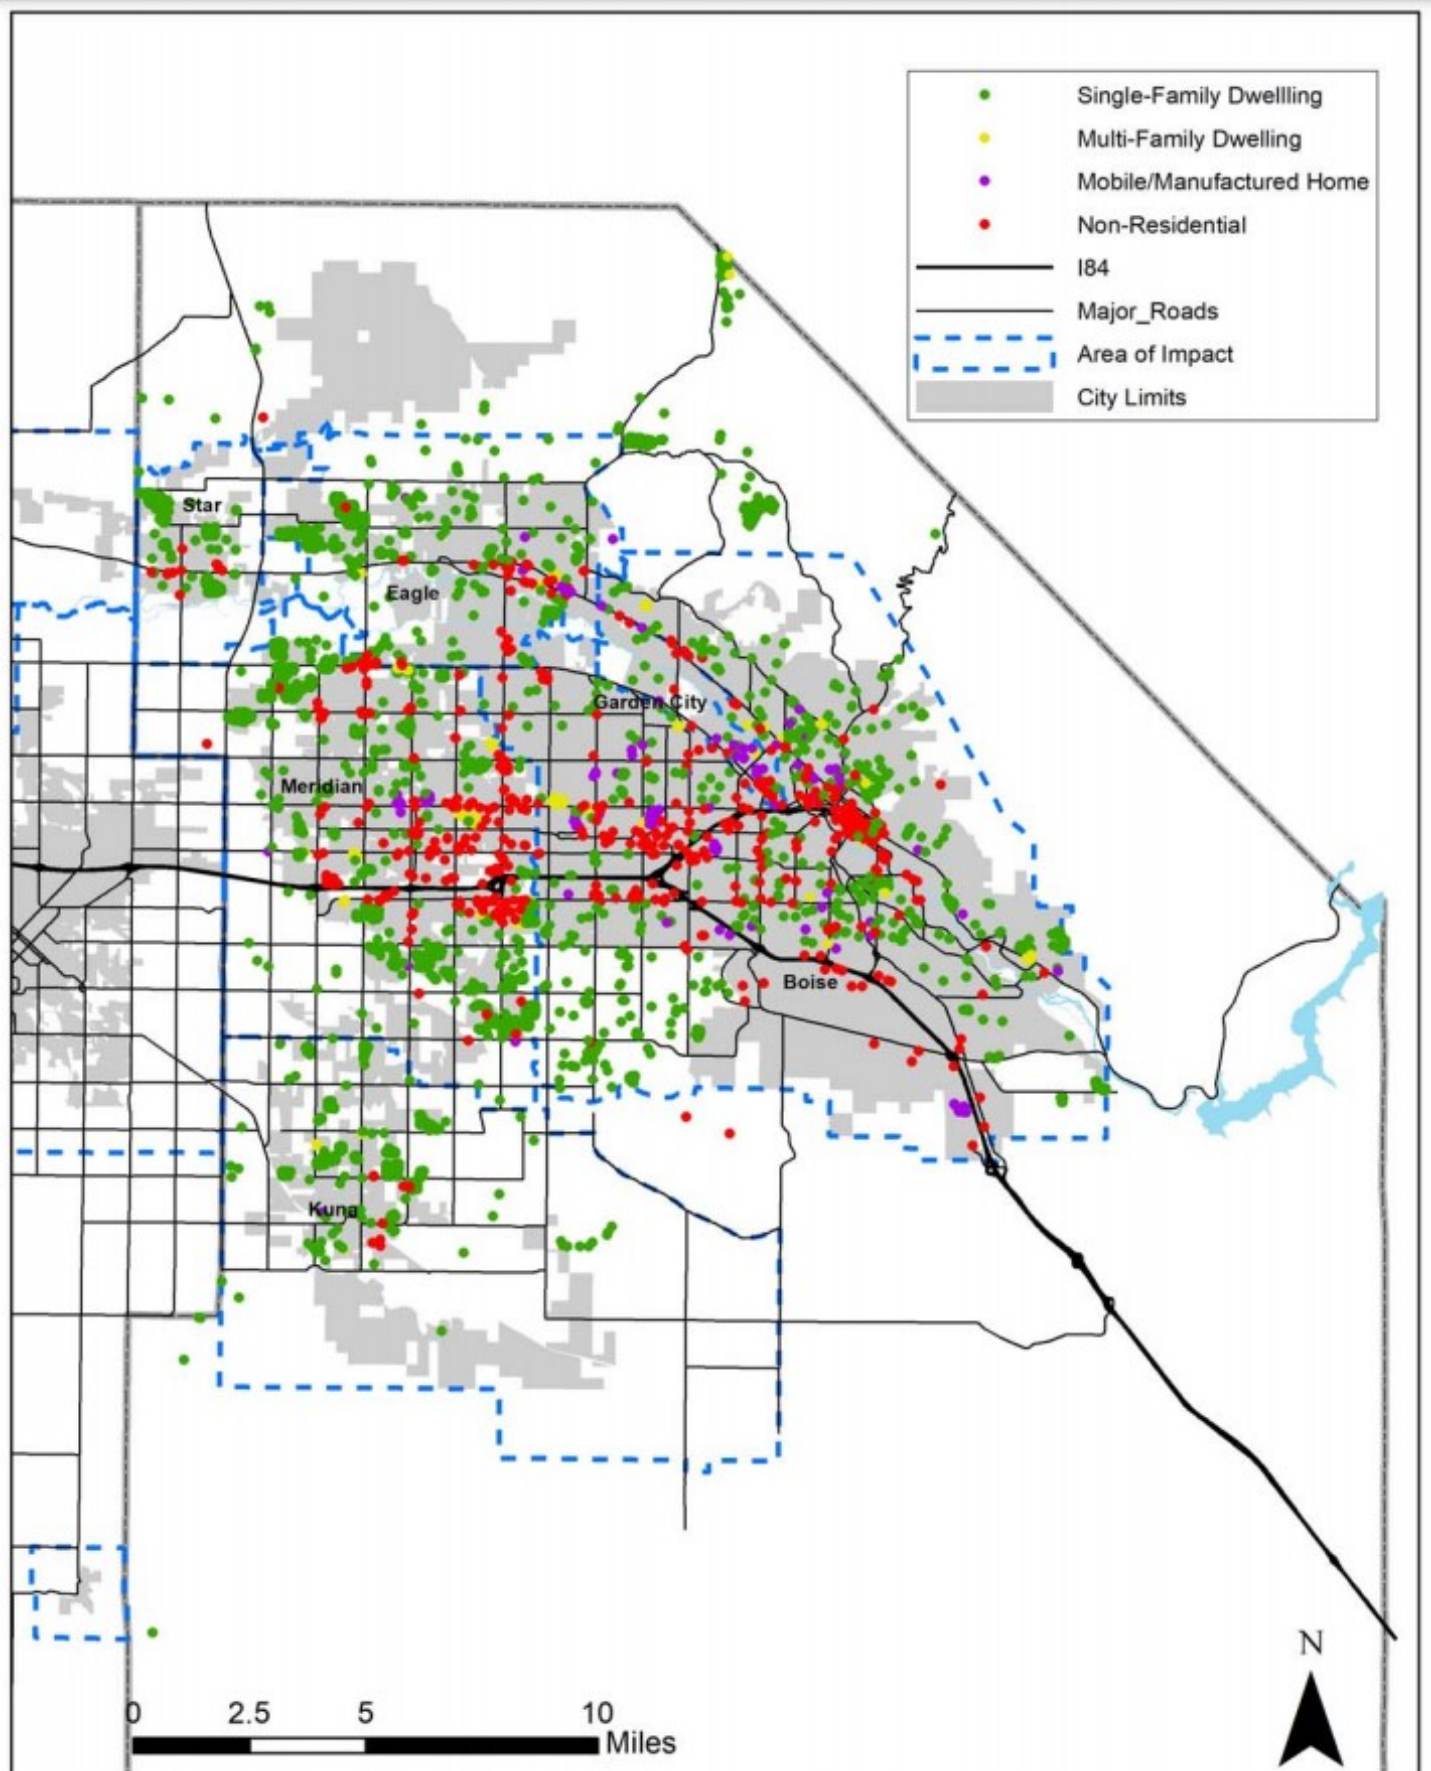 Single-Family Dwellling
Multi-Family Dwelling
Mobile/Manufactured Home
Non-Residential
I84
Major_Roads
Area of Impact
City Limits
Star
Eagle
Garden City
Meridian
Boise
Kuna
N
0 2.5 5 10
Miles